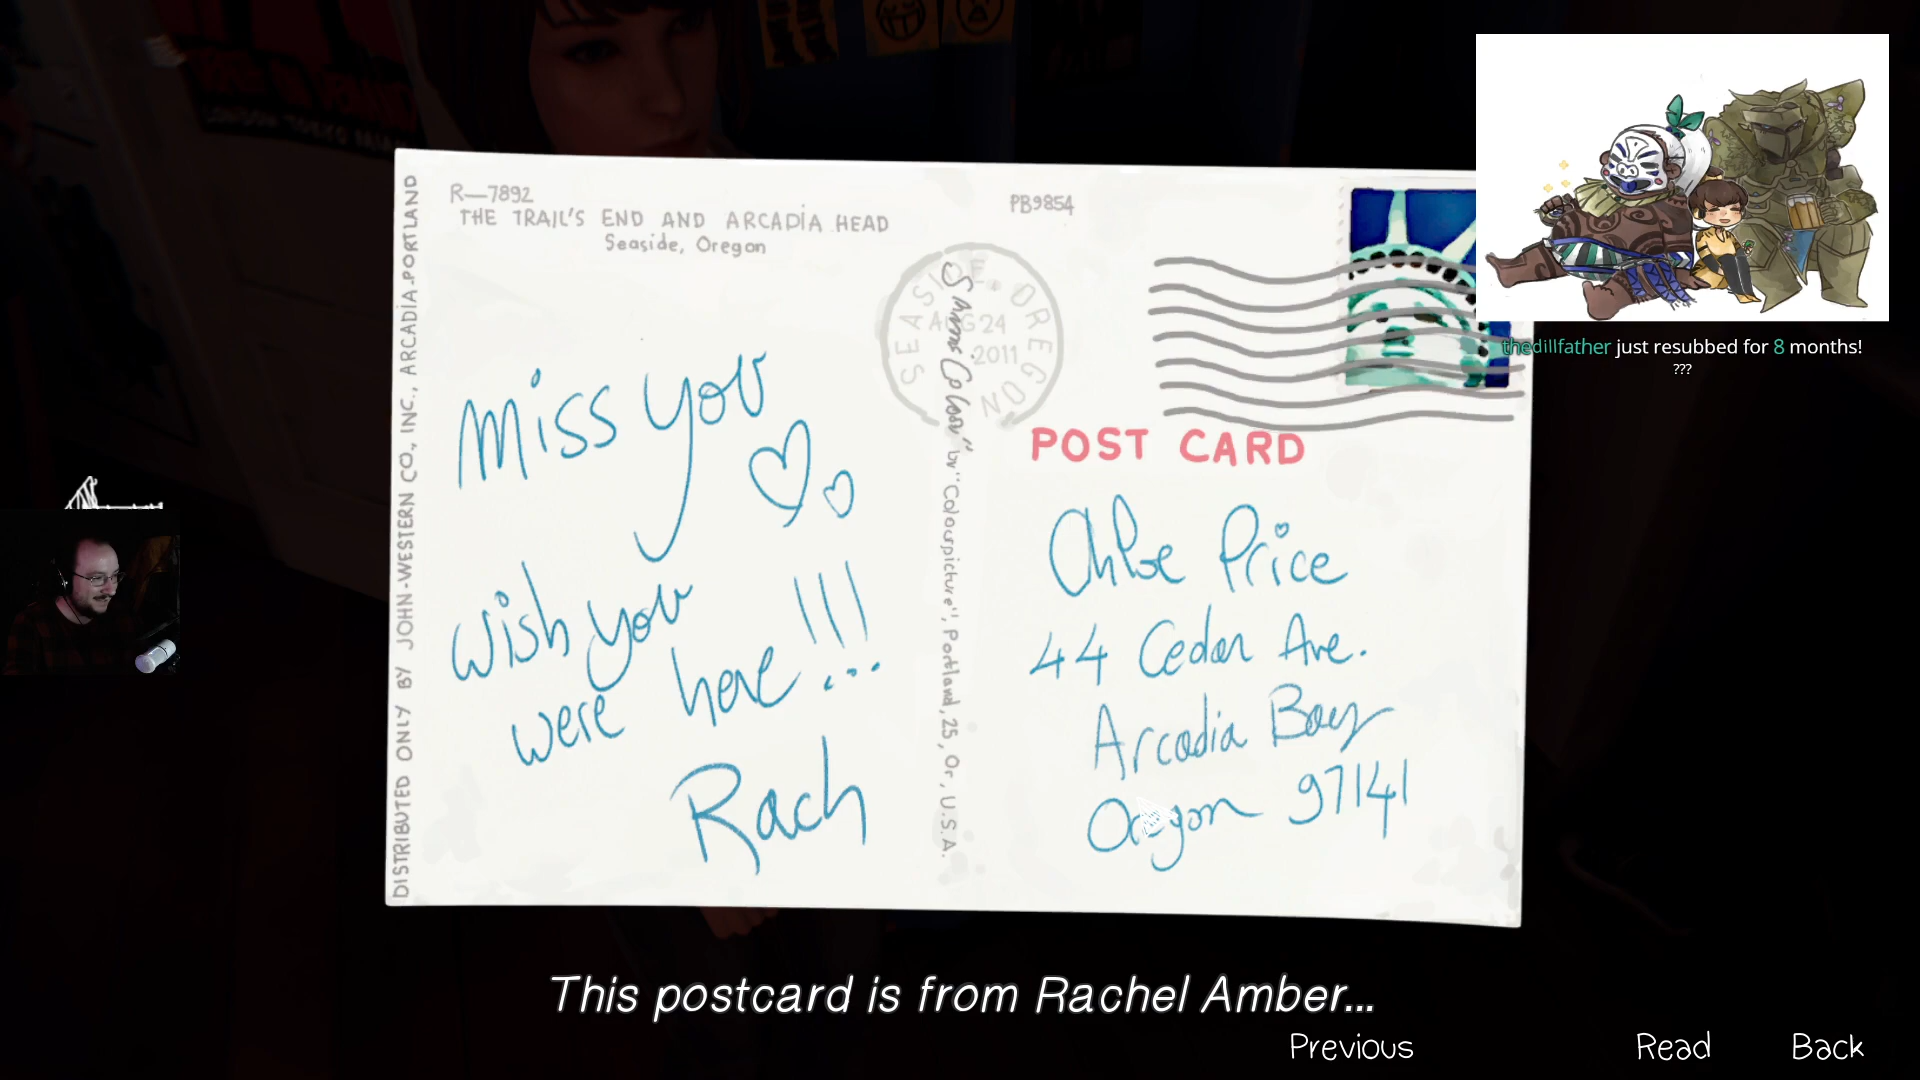 R—7892
THE TRAIL'S END AND ARCADIA HEAD
Seaside, Oregon
PB9854
DISTRIBUTED ONLY BY JOHN-WESTERN CO., INC., ARCADIA.PORTLAND
SEASIDE, OREGON
AUG 24
2011
by "Colourpicture", Portland, 25, Or, U.S.A.
Miss you
Wish you
were here!!!...
Rach
POST CARD
Chloe Price
44 Cedar Ave.
Arcadia Bay
Oregon 97141
thedillfather just resubbed for 8 months!
???
This postcard is from Rachel Amber...
Previous
Read
Back